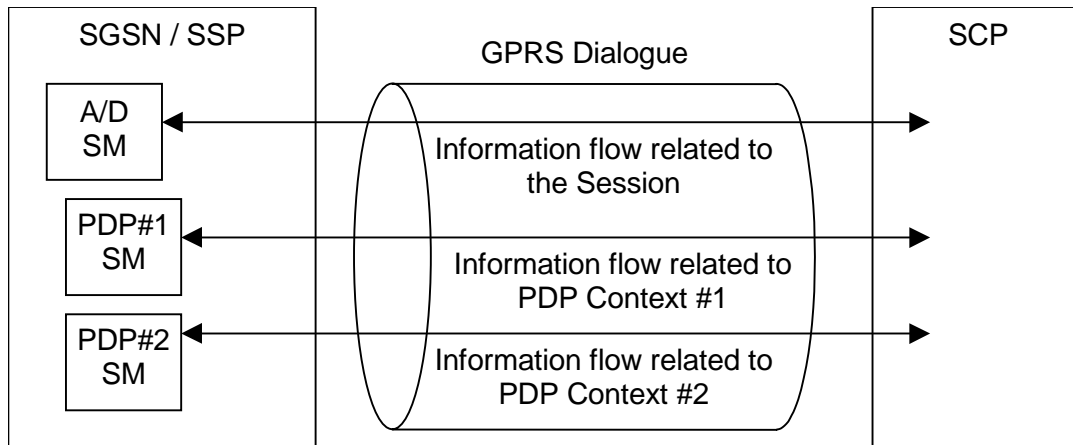 SGSN / SSP
GPRS Dialogue
SCP
A/D
SM
Information flow related to
the Session
PDP#1
SM
Information flow related to
PDP Context #1
PDP#2
SM
Information flow related to
PDP Context #2